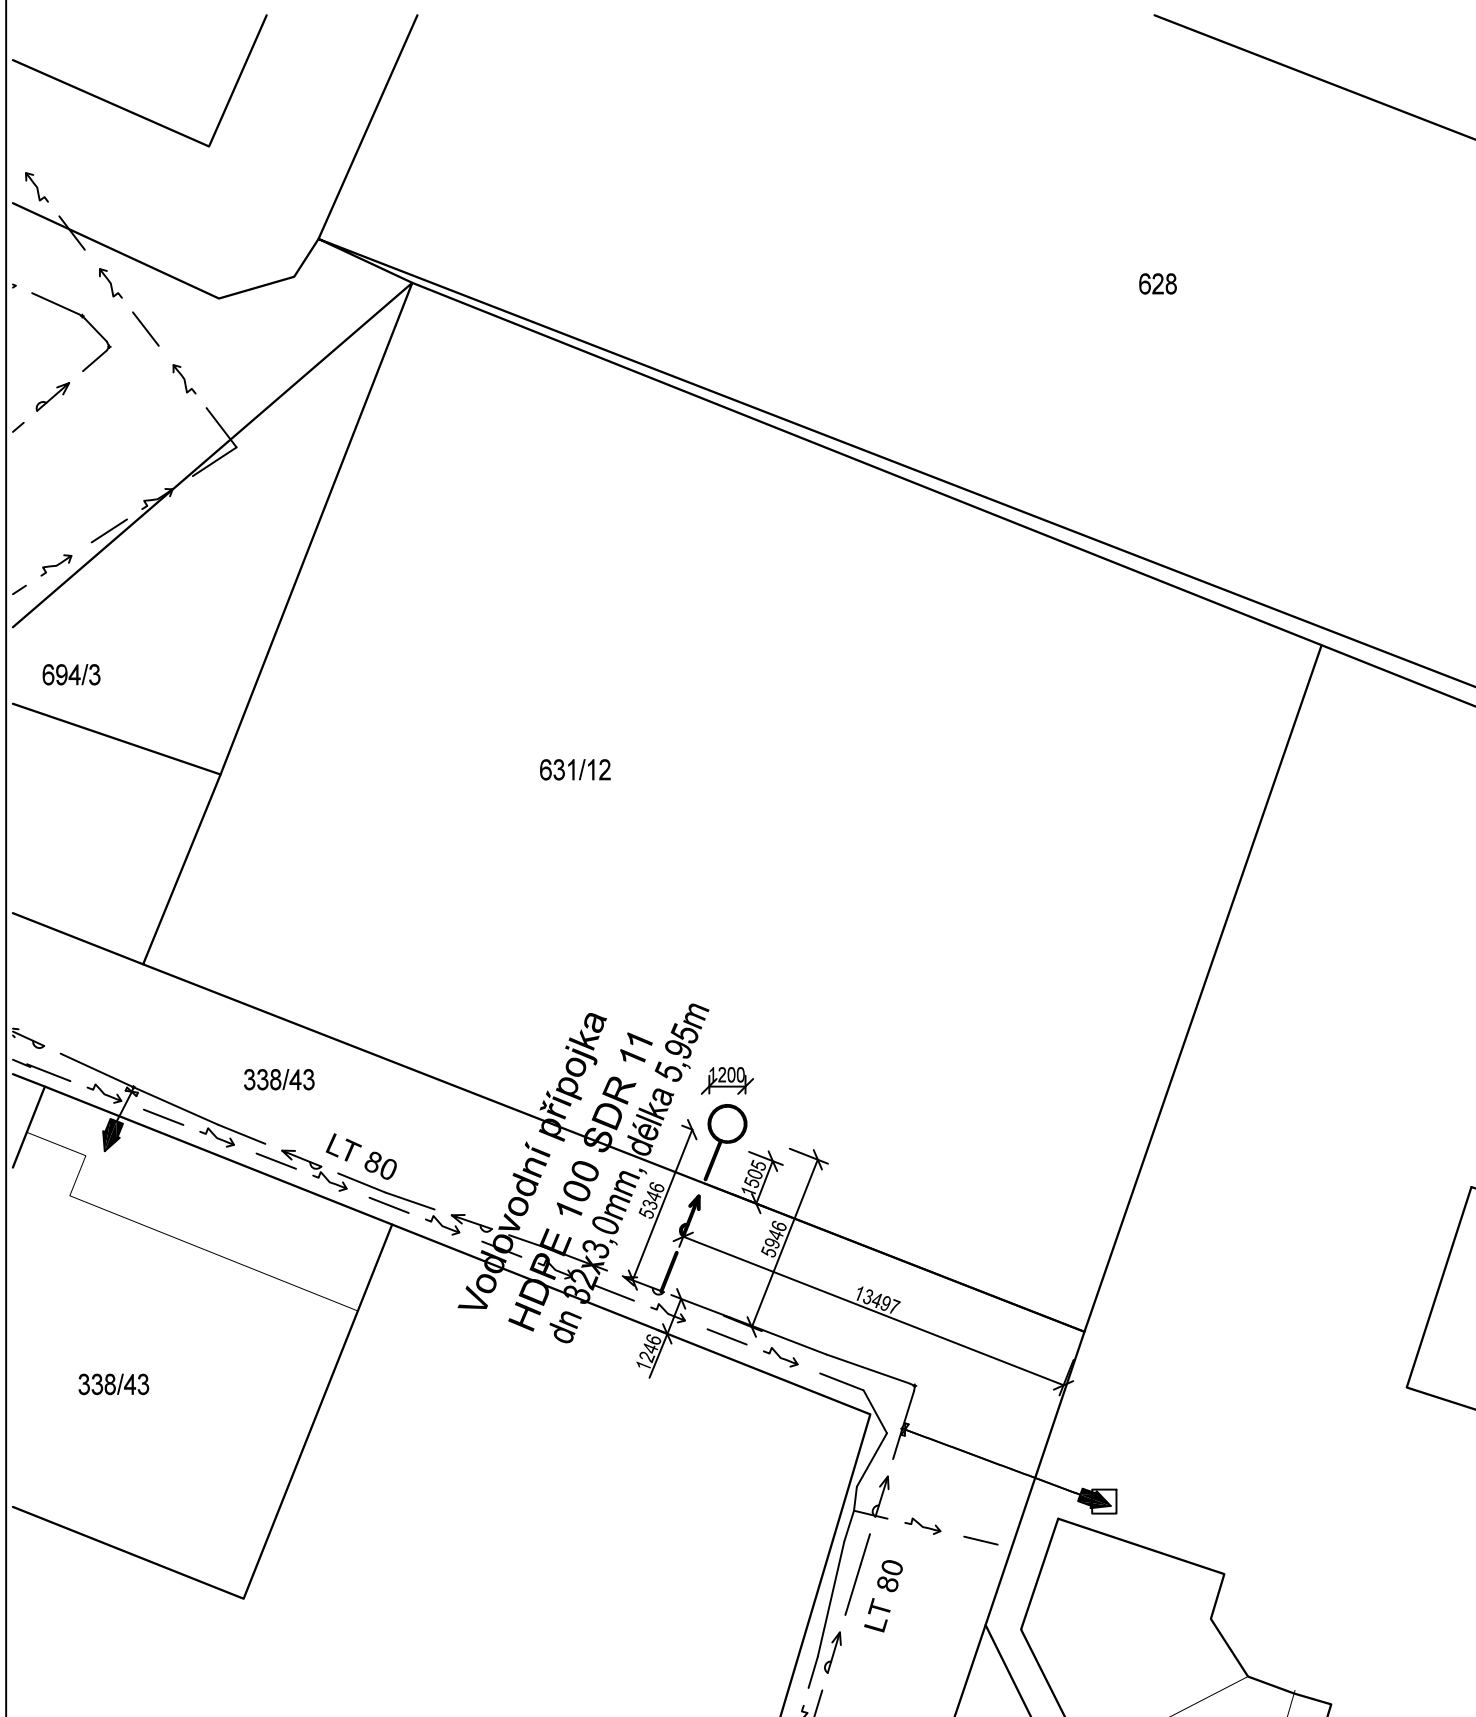 628
694/3
631/12
338/43
LT 80
Vodovodní přípojka
HDPE 100 SDR 11
dn 32x3,0mm, délka 5,95m
1200
5346
1505
5946
13497
1246
338/43
LT 80